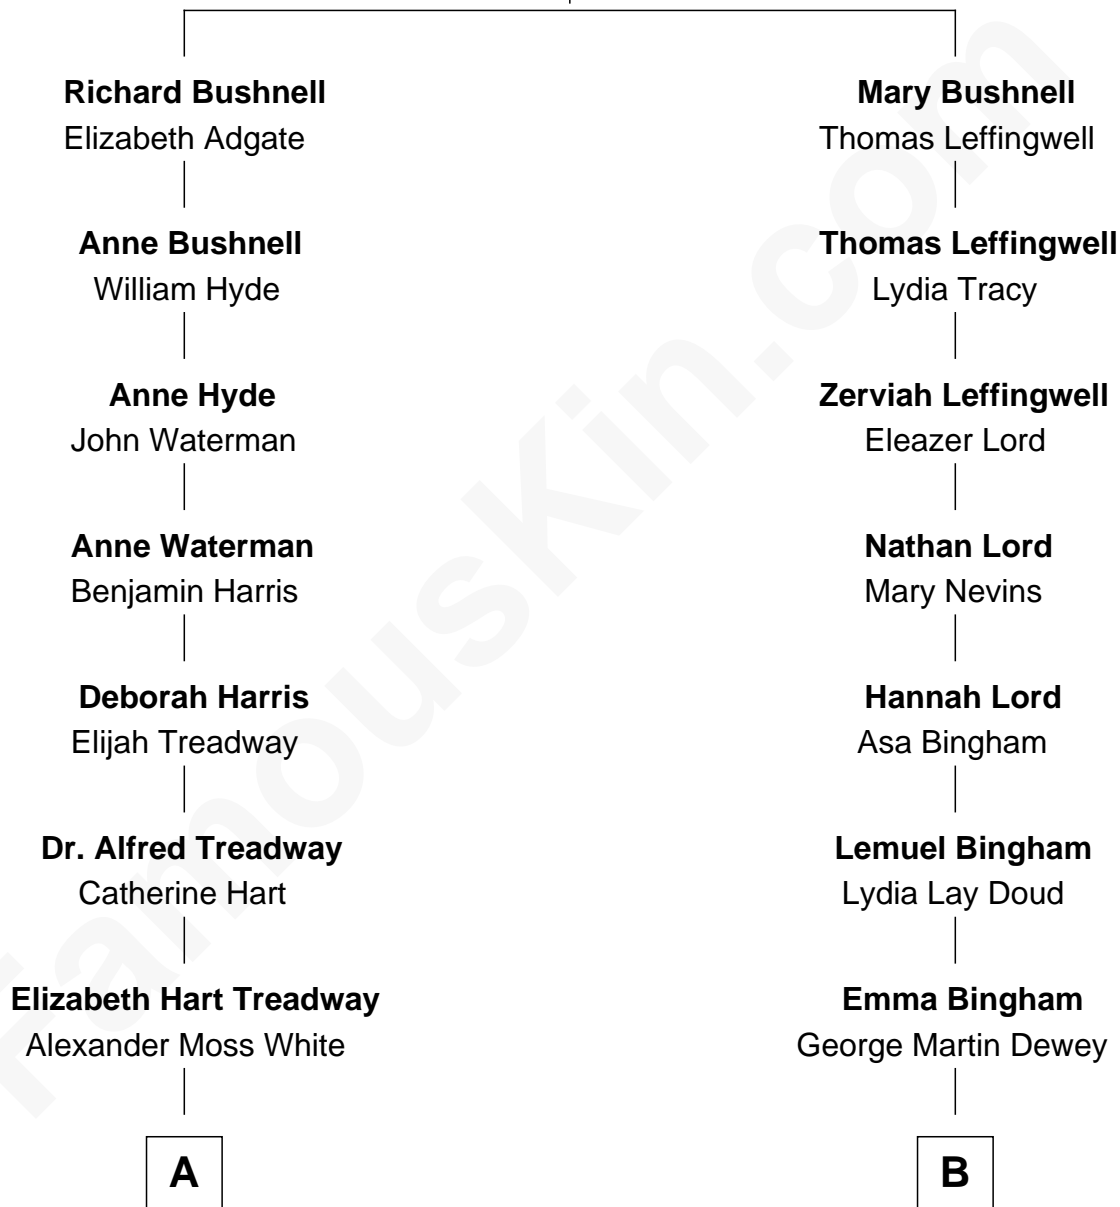 Richard Bushnell
Elizabeth Adgate
Anne Bushnell
William Hyde
Anne Hyde
John Waterman
Anne Waterman
Benjamin Harris
Deborah Harris
Elijah Treadway
Dr. Alfred Treadway
Catherine Hart
Elizabeth Hart Treadway
Alexander Moss White
A
Mary Bushnell
Thomas Leffingwell
Thomas Leffingwell
Lydia Tracy
Zerviah Leffingwell
Eleazer Lord
Nathan Lord
Mary Nevins
Hannah Lord
Asa Bingham
Lemuel Bingham
Lydia Lay Doud
Emma Bingham
George Martin Dewey
B
FamousKin.com